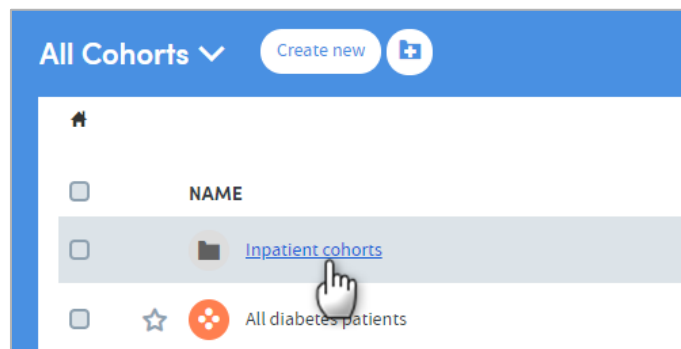 All Cohorts
Create new
NAME
Inpatient cohorts
All diabetes patients